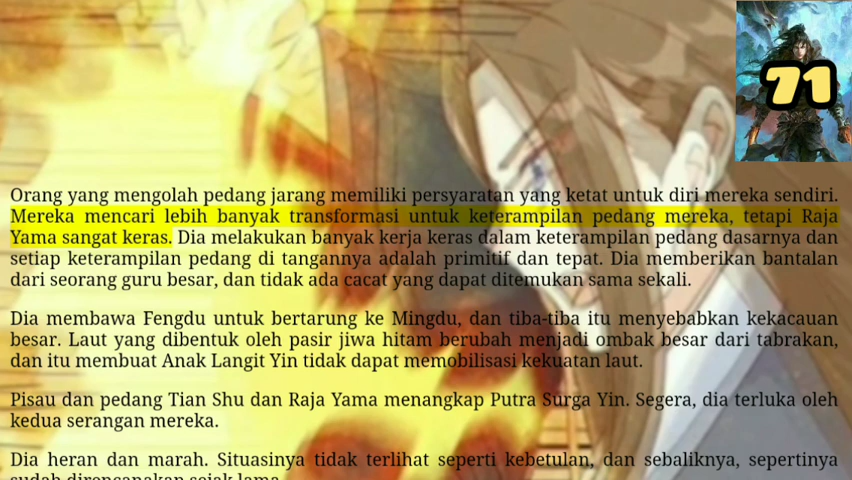 71
Orang yang mengolah pedang jarang memiliki persyaratan yang ketat untuk diri mereka sendiri.
Mereka mencari lebih banyak transformasi untuk keterampilan pedang mereka, tetapi Raja
Yama sangat keras. Dia melakukan banyak kerja keras dalam keterampilan pedang dasarnya dan
setiap keterampilan pedang di tangannya adalah primitif dan tepat. Dia memberikan bantalan
dari seorang guru besar, dan tidak ada cacat yang dapat ditemukan sama sekali.
Dia membawa Fengdu untuk bertarung ke Mingdu, dan tiba-tiba itu menyebabkan kekacauan
besar. Laut yang dibentuk oleh pasir jiwa hitam berubah menjadi ombak besar dari tabrakan,
dan itu membuat Anak Langit Yin tidak dapat memobilisasi kekuatan laut.
Pisau dan pedang Tian Shu dan Raja Yama menangkap Putra Surga Yin. Segera, dia terluka oleh
kedua serangan mereka.
Dia heran dan marah. Situasinya tidak terlihat seperti kebetulan, dan sebaliknya, sepertinya
sudah direncanakan sejak lama.